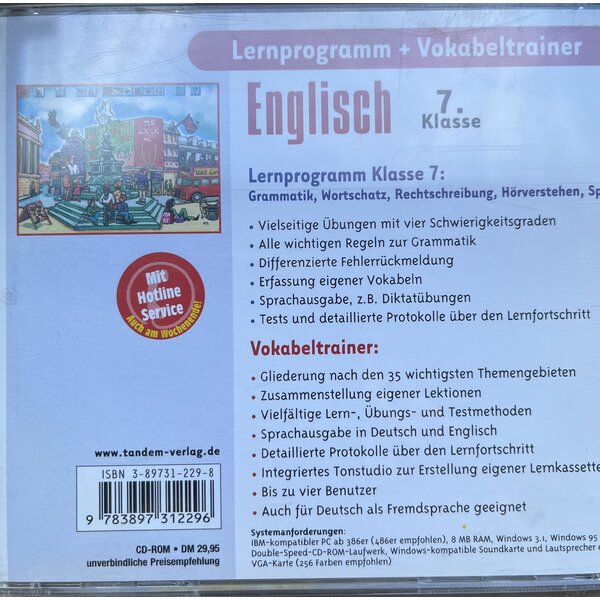 Lernprogramm + Vokabeltrainer
Englisch
7.
Klasse
Lernprogramm Klasse 7:
Grammatik, Wortschatz, Rechtschreibung, Hörverstehen, Sp
• Vielseitige Übungen mit vier Schwierigkeitsgraden
• Alle wichtigen Regeln zur Grammatik
• Differenzierte Fehlerrückmeldung
• Erfassung eigener Vokabeln
• Sprachausgabe, z.B. Diktatübungen
• Tests und detaillierte Protokolle über den Lernfortschritt
Mit
Hotline
Service
Auch am Wochenende!
Vokabeltrainer:
• Gliederung nach den 35 wichtigsten Themengebieten
• Zusammenstellung eigener Lektionen
• Vielfältige Lern-, Übungs- und Testmethoden
• Sprachausgabe in Deutsch und Englisch
• Detaillierte Protokolle über den Lernfortschritt
• Integriertes Tonstudio zur Erstellung eigener Lernkassette
• Bis zu vier Benutzer
• Auch für Deutsch als Fremdsprache geeignet
www.tandem-verlag.de
ISBN 3-89731-229-8
9 783897 312296
CD-ROM • DM 29,95
unverbindliche Preisempfehlung
Systemanforderungen:
IBM-kompatibler PC ab 386er (486er empfohlen), 8 MB RAM, Windows 3.1, Windows 95
Double-Speed-CD-ROM-Laufwerk, Windows-kompatible Soundkarte und Lautsprecher
VGA-Karte (256 Farben empfohlen)